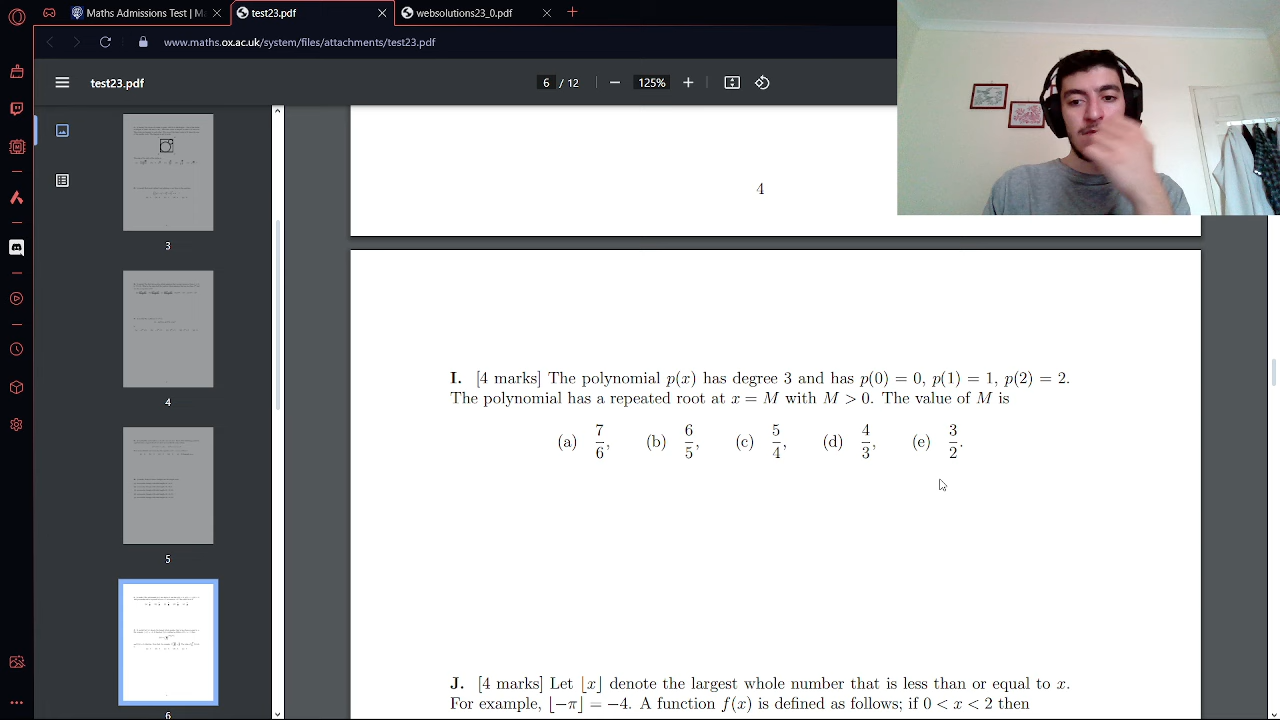 Maths Admissions Test | M
test23.pdf
websolutions23_0.pdf
www.maths.ox.ac.uk/system/files/attachments/test23.pdf
test23.pdf
6 / 12
125%
3
4
5
6
4
I. [4 marks] The polynomial p(x) has degree 3 and has p(0) = 0, p(1) = 1, p(2) = 2.
The polynomial has a repeated root at x = M with M > 0. The value of M is
(a) 7/6, (b) 6/5, (c) 5/4, (d) 4/3, (e) 3/2.
J. [4 marks] Let ⌊x⌋ denote the largest whole number that is less than or equal to x.
For example, ⌊−π⌋ = −4. A function f(x) is defined as follows; if 0 < x < 2 then